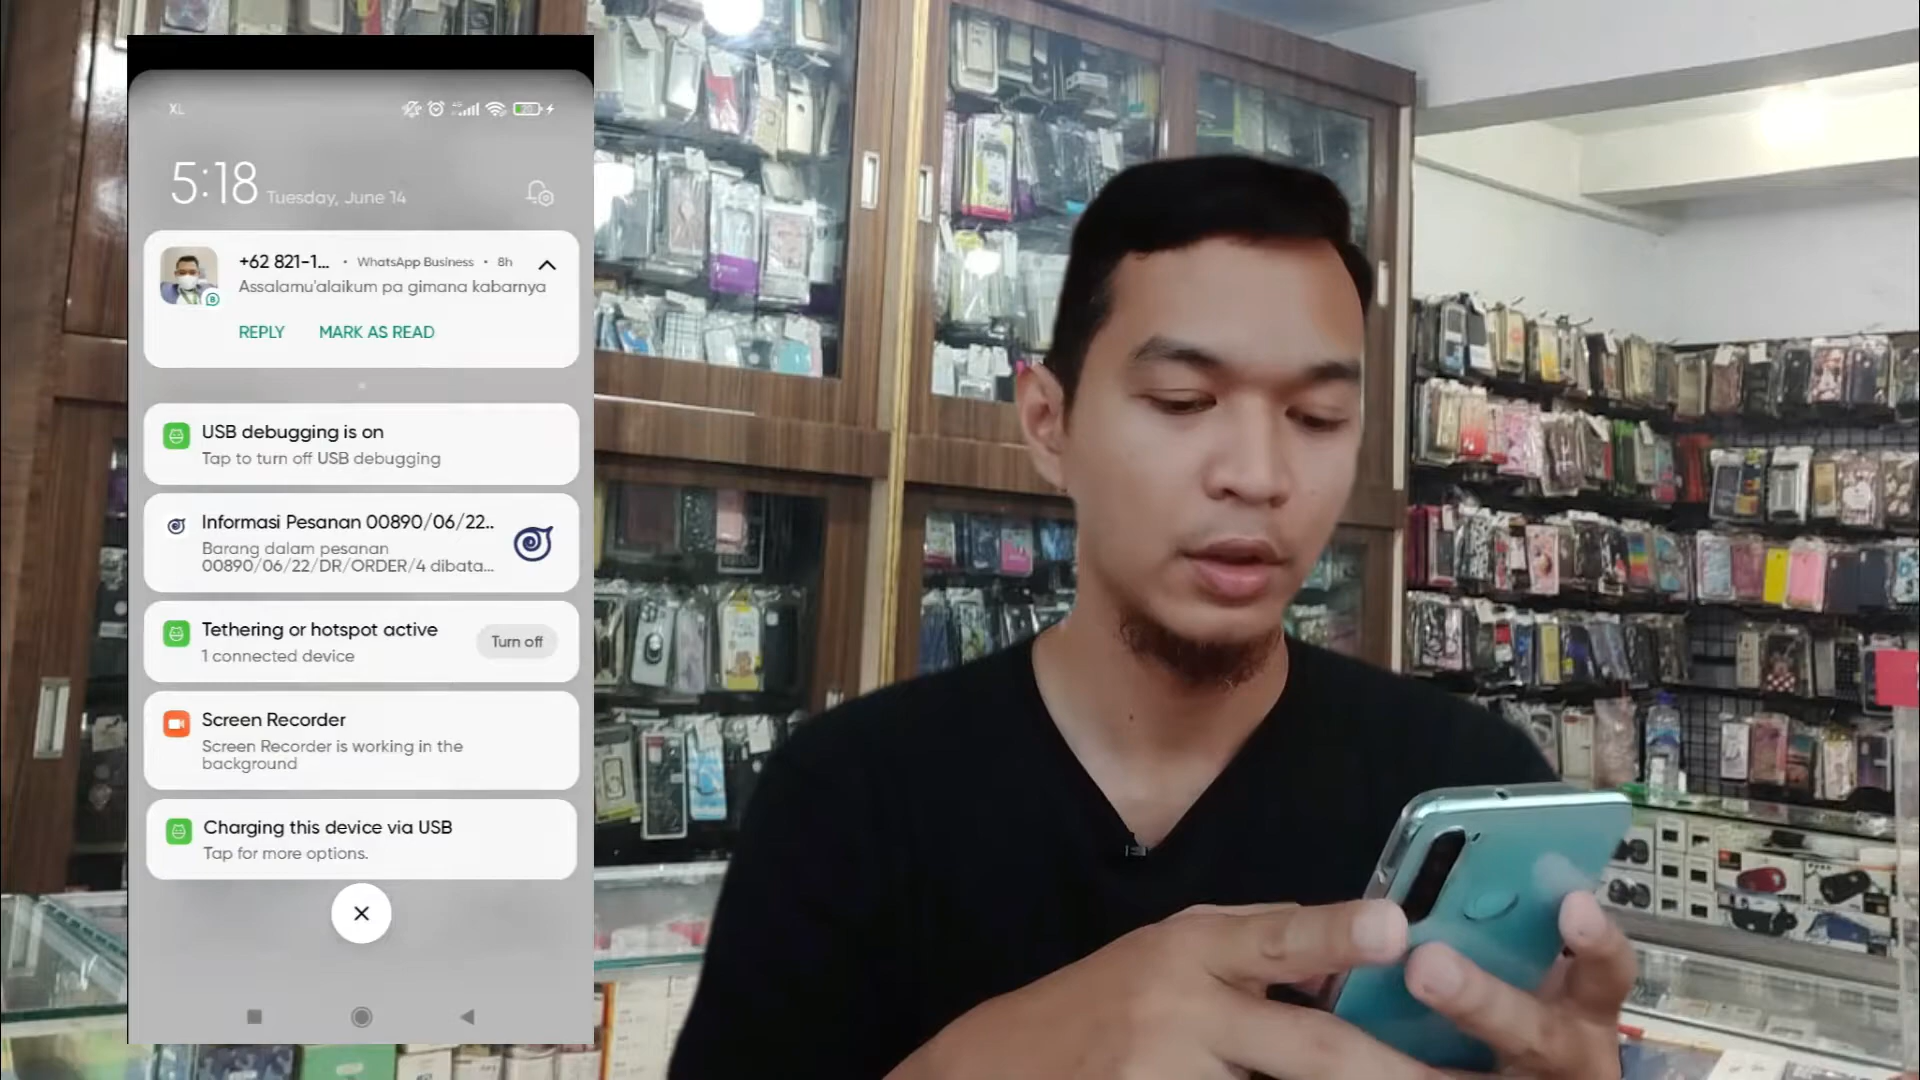 XL
5:18 Tuesday, June 14
+62 821-1... • WhatsApp Business • 8h
Assalamu'alaikum pa gimana kabarnya
REPLY MARK AS READ
USB debugging is on
Tap to turn off USB debugging
Informasi Pesanan 00890/06/22..
Barang dalam pesanan
00890/06/22/DR/ORDER/4 dibata...
Tethering or hotspot active
1 connected device
Turn off
Screen Recorder
Screen Recorder is working in the
background
Charging this device via USB
Tap for more options.